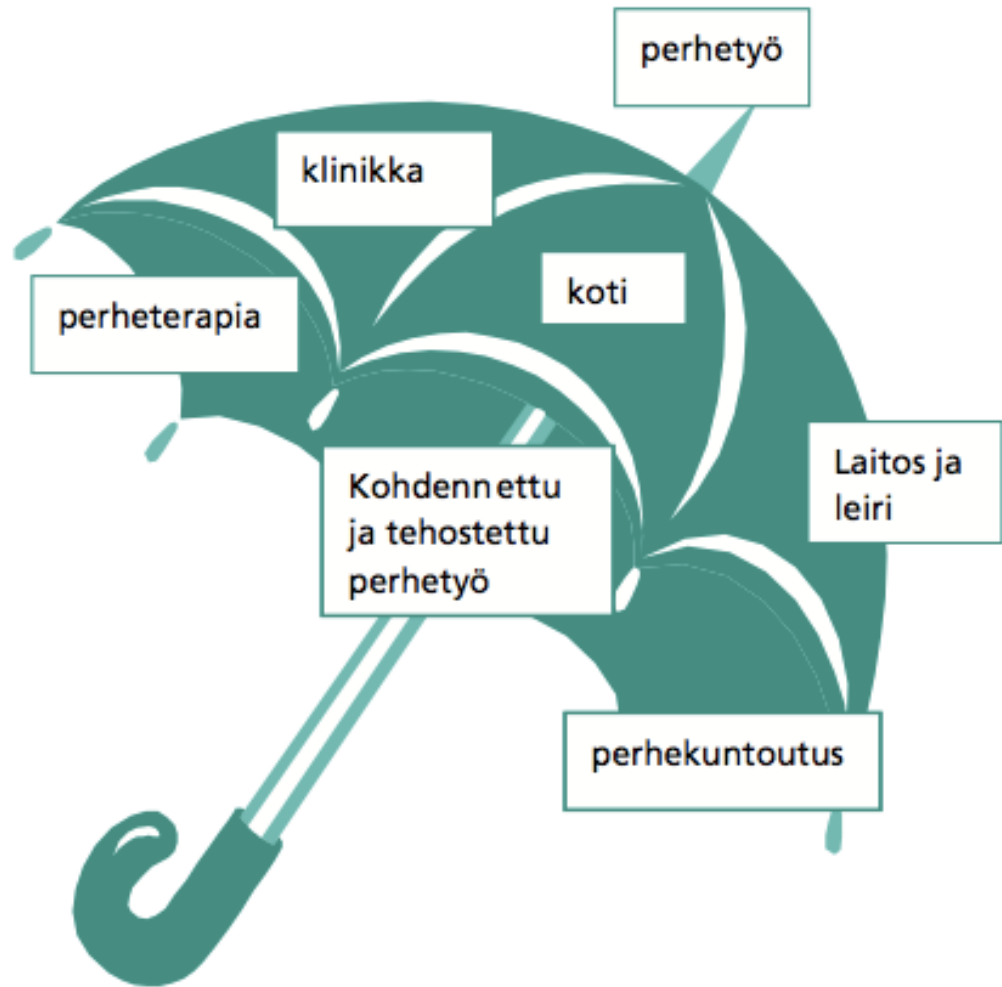 perhetyö
klinikka
koti
perheterapia
Laitos ja
leiri
Kohdennettu
ja tehostettu
perhetyö
perhekuntoutus